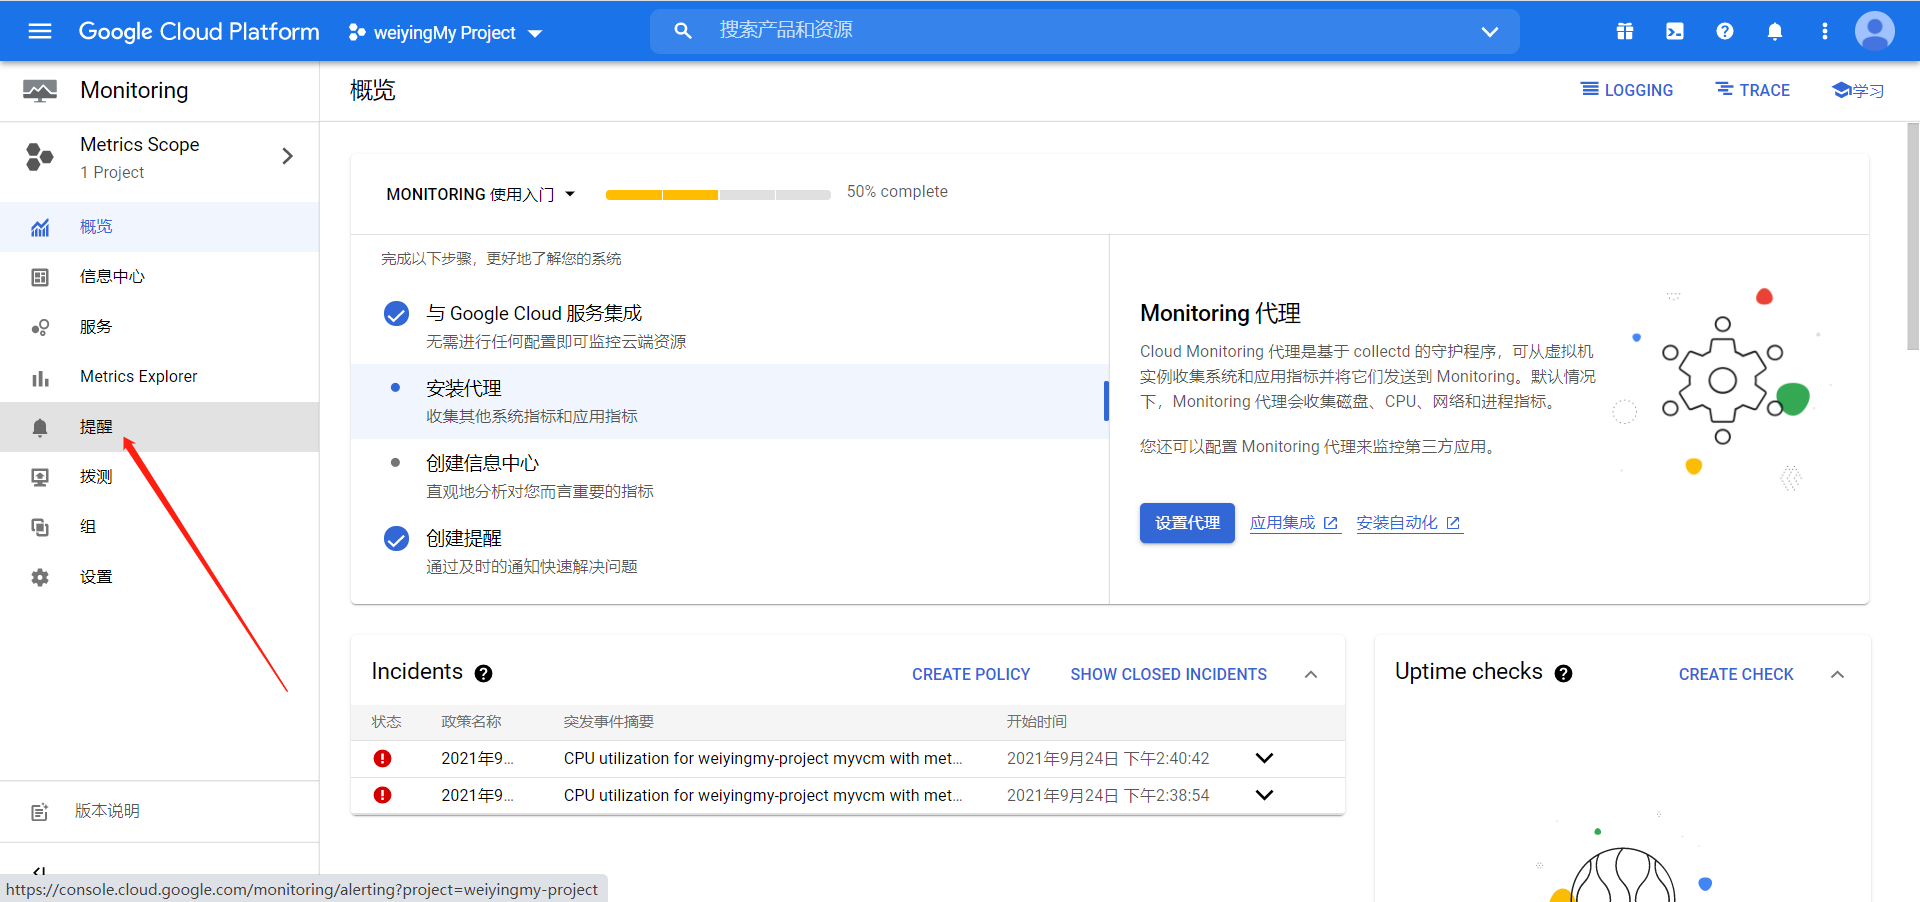 Google Cloud Platform
weiyingMy Project
搜索产品和资源
Monitoring
概览
LOGGING
TRACE
学习
Metrics Scope
1 Project
概览
信息中心
服务
Metrics Explorer
提醒
拨测
组
设置
版本说明
https://console.cloud.google.com/monitoring/alerting?project=weiyingmy-project
MONITORING 使用入门
50% complete
完成以下步骤，更好地了解您的系统
与 Google Cloud 服务集成
无需进行任何配置即可监控云端资源
安装代理
收集其他系统指标和应用指标
创建信息中心
直观地分析对您而言重要的指标
创建提醒
通过及时的通知快速解决问题
Monitoring 代理
Cloud Monitoring 代理是基于 collectd 的守护程序，可从虚拟机
实例收集系统和应用指标并将它们发送到 Monitoring。默认情况
下，Monitoring 代理会收集磁盘、CPU、网络和进程指标。
您还可以配置 Monitoring 代理来监控第三方应用。
设置代理
应用集成
安装自动化
Incidents
CREATE POLICY
SHOW CLOSED INCIDENTS
状态 政策名称 突发事件摘要 开始时间
2021年9... CPU utilization for weiyingmy-project myvcm with met... 2021年9月24日 下午2:40:42
2021年9... CPU utilization for weiyingmy-project myvcm with met... 2021年9月24日 下午2:38:54
Uptime checks
CREATE CHECK